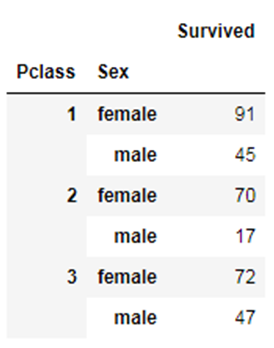 Survived
Pclass Sex
1 female 91
male 45
2 female 70
male 17
3 female 72
male 47